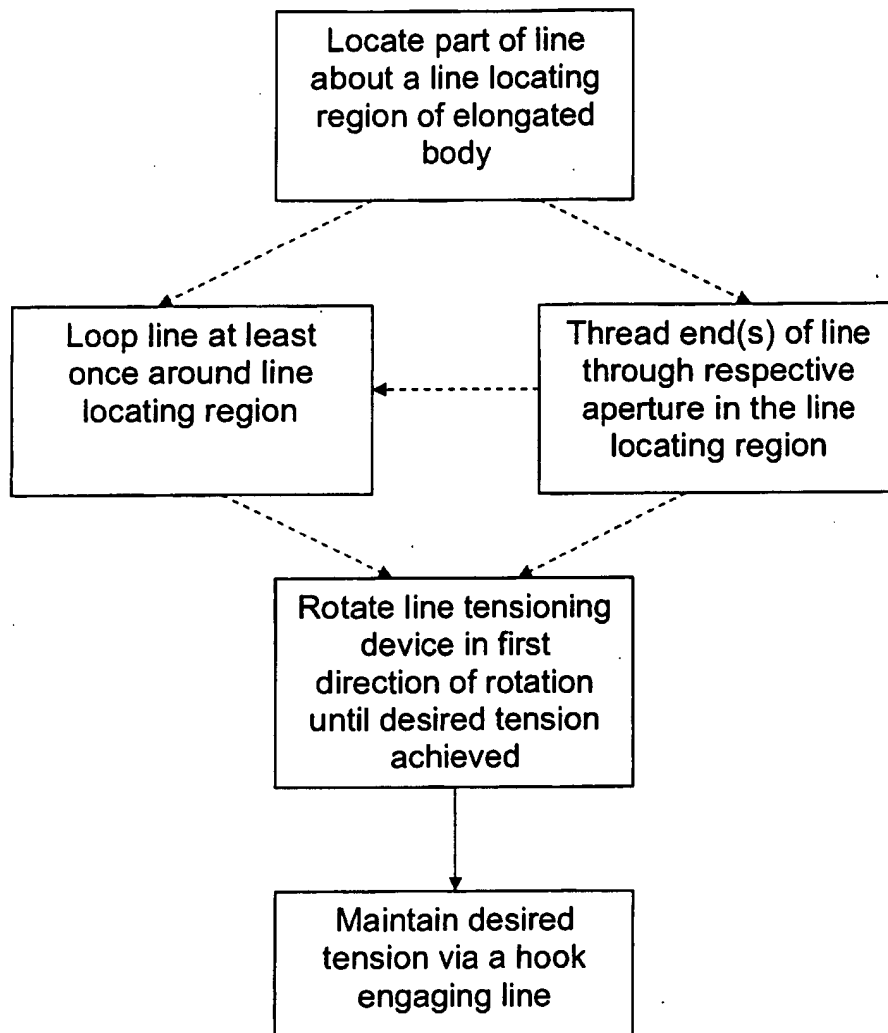 Locate part of line
about a line locating
region of elongated
body
Loop line at least
once around line
locating region
Thread end(s) of line
through respective
aperture in the line
locating region
Rotate line tensioning
device in first
direction of rotation
until desired tension
achieved
Maintain desired
tension via a hook
engaging line